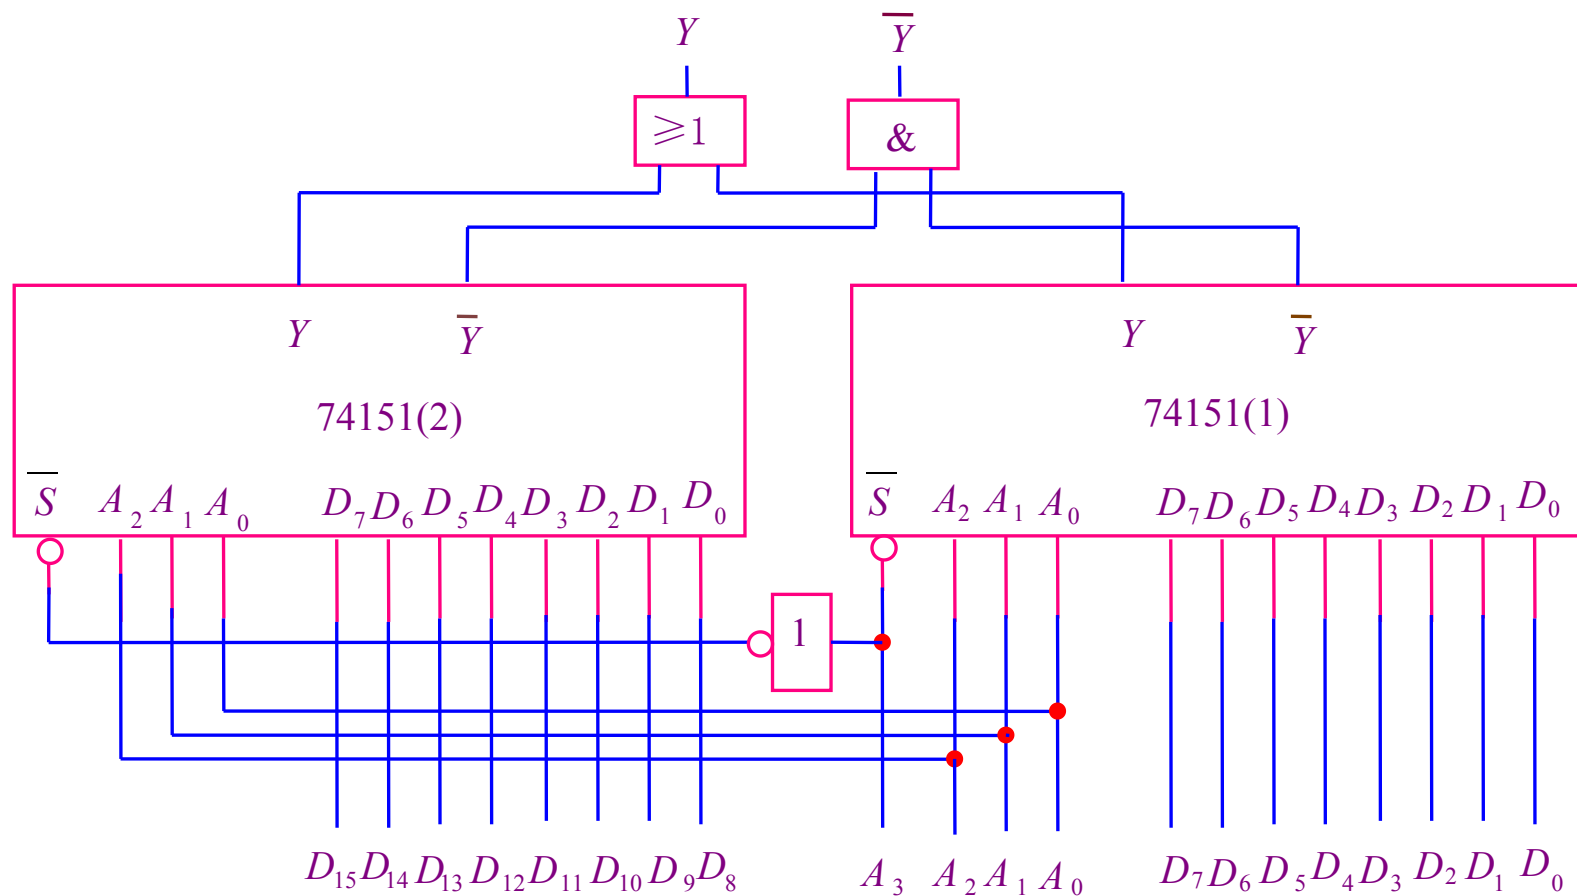 Y Y̅
≥1 &
Y Y̅ Y Y̅
74151(2) 74151(1)
S̅ A₂ A₁ A₀ D₇ D₆ D₅ D₄ D₃ D₂ D₁ D₀ S̅ A₂ A₁ A₀ D₇ D₆ D₅ D₄ D₃ D₂ D₁ D₀
1
D₁₅ D₁₄ D₁₃ D₁₂ D₁₁ D₁₀ D₉ D₈ A₃ A₂ A₁ A₀ D₇ D₆ D₅ D₄ D₃ D₂ D₁ D₀